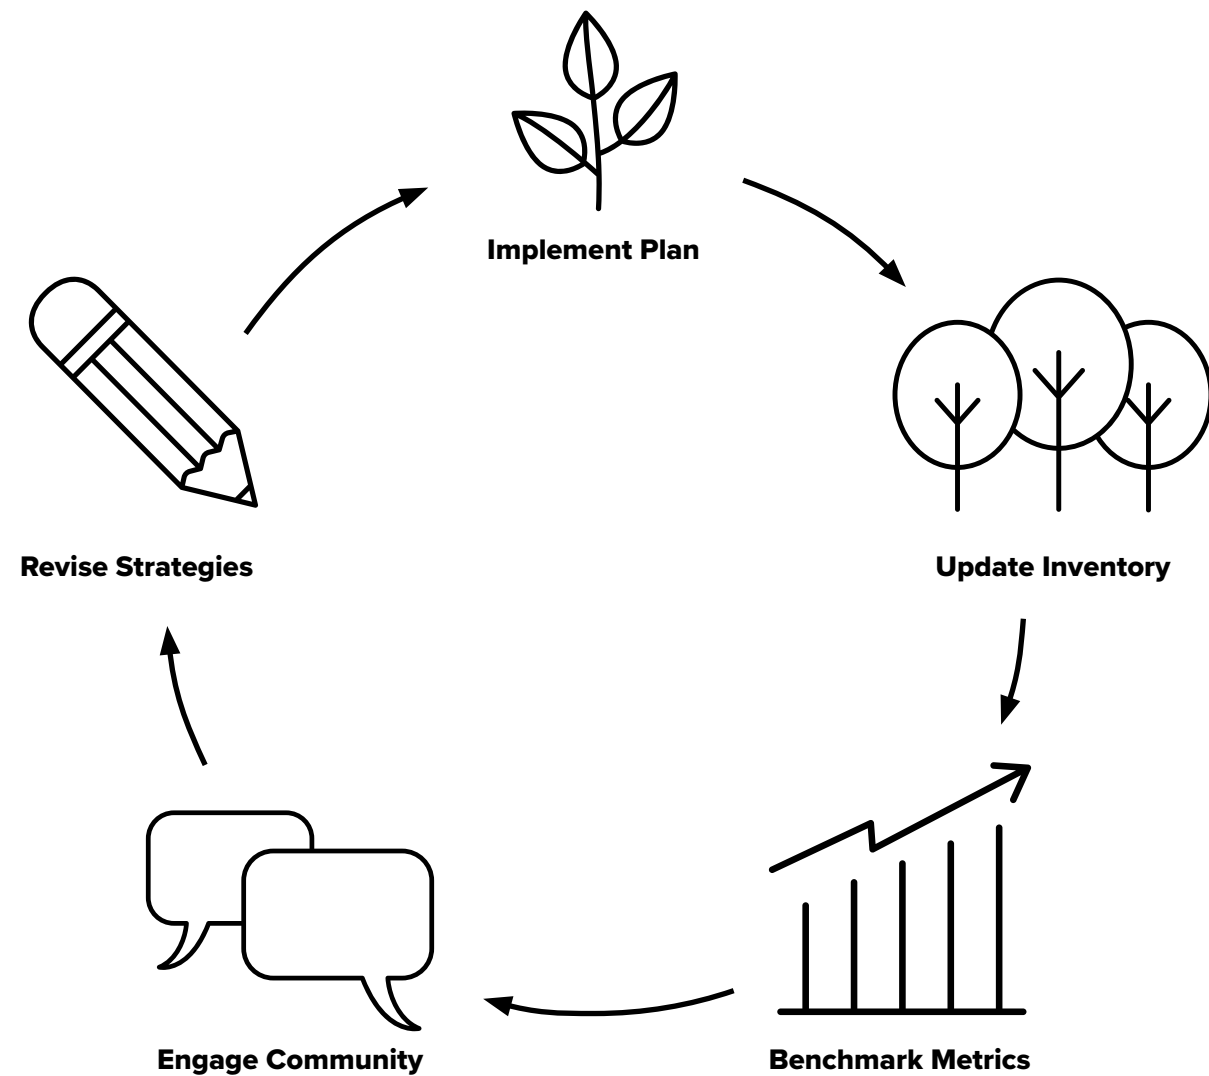 Implement Plan
Update Inventory
Benchmark Metrics
Engage Community
Revise Strategies